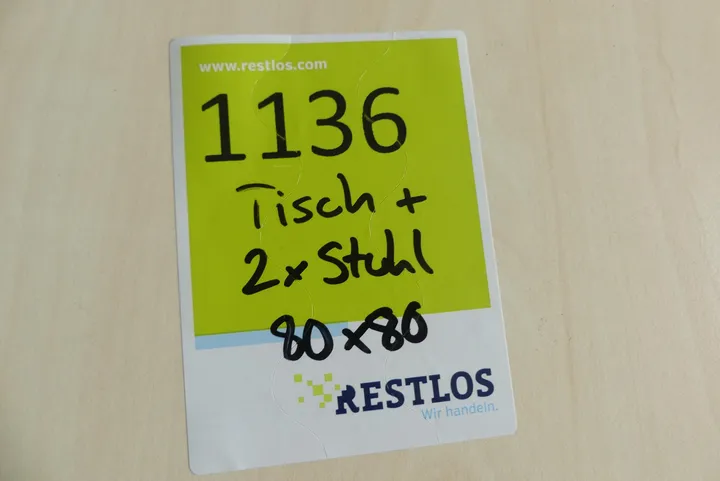 www.restlos.com
1136
Tisch +
2x Stuhl
80x80
RESTLOS
Wir handeln.